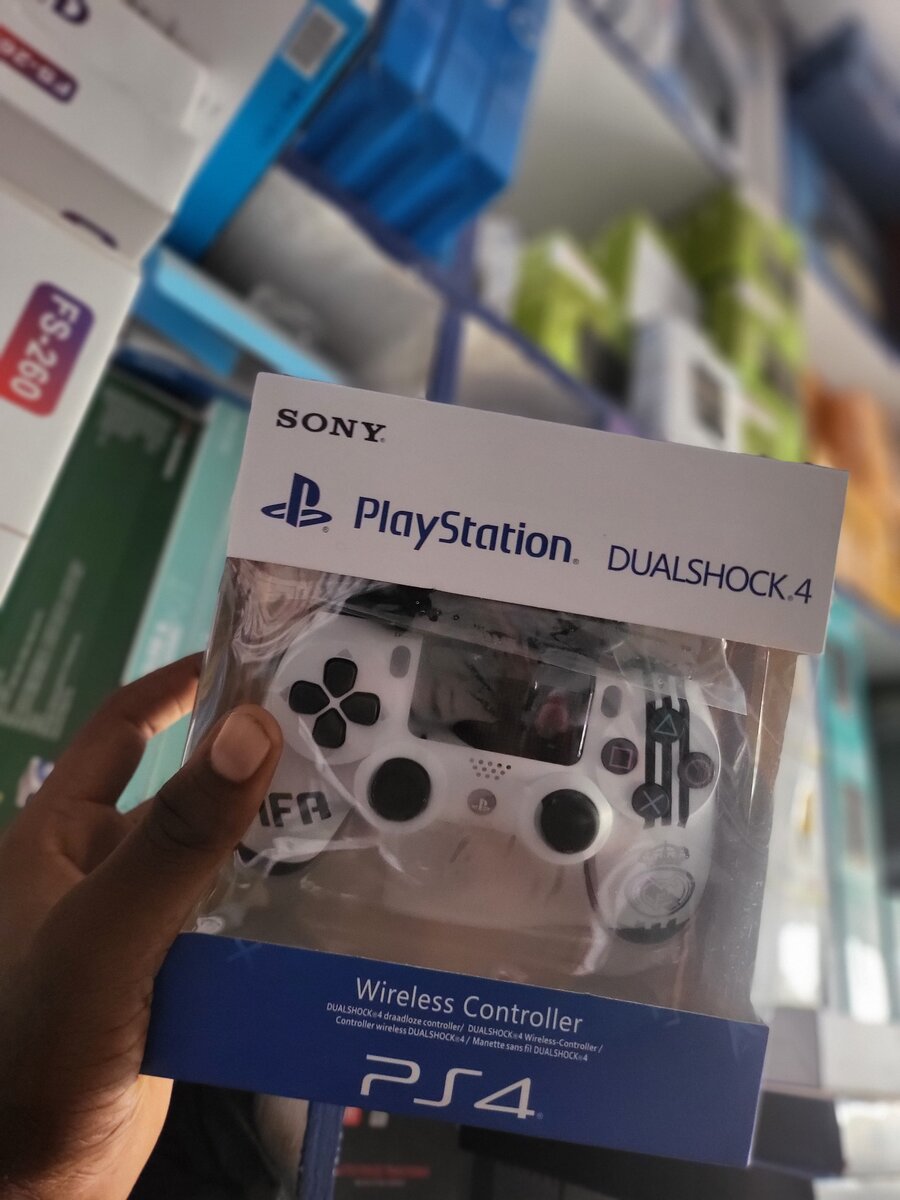 FS-260
SONY®
PlayStation®
DUALSHOCK®4
FIFA
Wireless Controller
DUALSHOCK®4 draadloze controller/ DUALSHOCK®4 Wireless-Controller /
Controller wireless DUALSHOCK®4 / Manette sans fil DUALSHOCK®4
PS4®